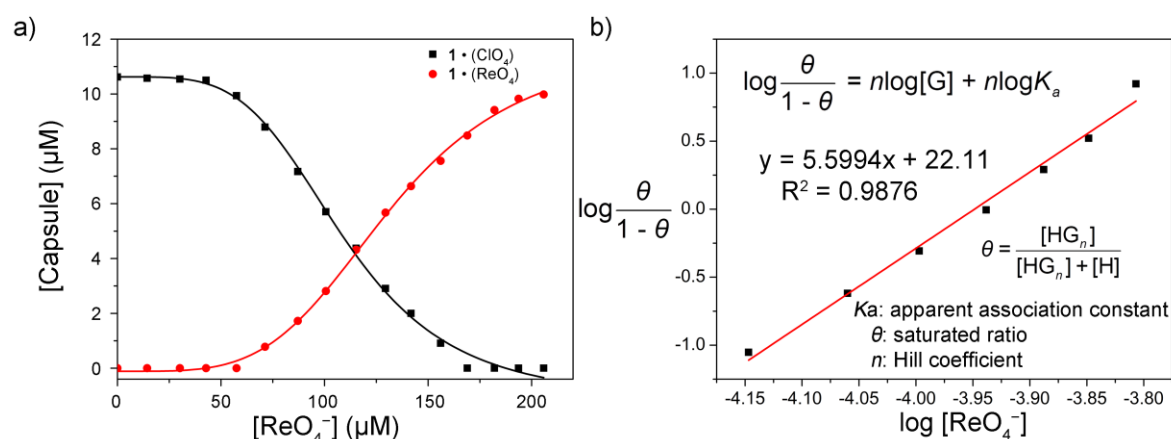 a)
[Capsule] (µM)
12
10
8
6
4
2
0
1 • (ClO₄)
1 • (ReO₄)
0 50 100 150 200
[ReO₄⁻] (µM)
b)
log θ / 1 - θ
1.0
0.5
0.0
-0.5
-1.0
log θ / 1 - θ = nlog[G] + nlogKₐ
y = 5.5994x + 22.11
R² = 0.9876
θ = [HGₙ] / [HGₙ] + [H]
Ka: apparent association constant
θ: saturated ratio
n: Hill coefficient
-4.15 -4.10 -4.05 -4.00 -3.95 -3.90 -3.85 -3.80
log [ReO₄⁻]